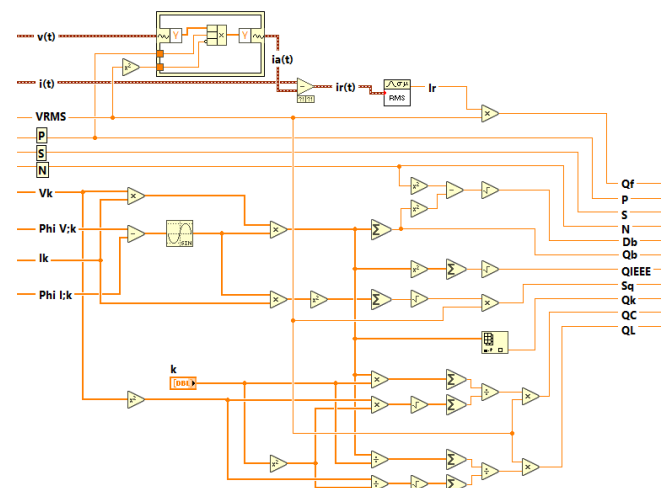 v(t)
ia(t)
i(t)
ir(t)
RMS
Ir
VRMS
P
S
N
Vk
Phi V;k
SIN
Ik
Phi I;k
k
DBL
Qf
P
S
N
Db
Qb
QIEEE
Sq
Qk
QC
QL